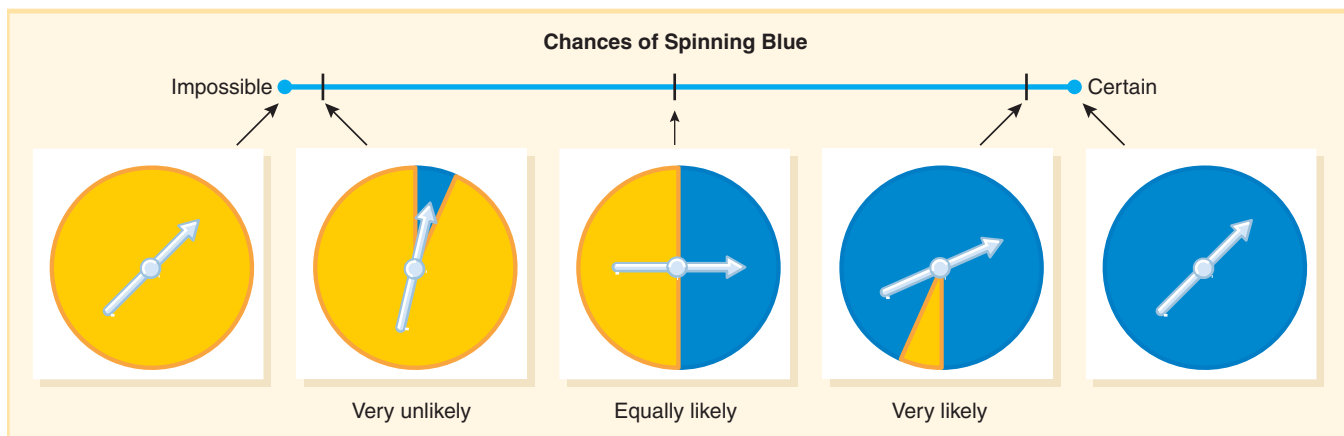 Chances of Spinning Blue
Impossible
Certain
Very unlikely
Equally likely
Very likely